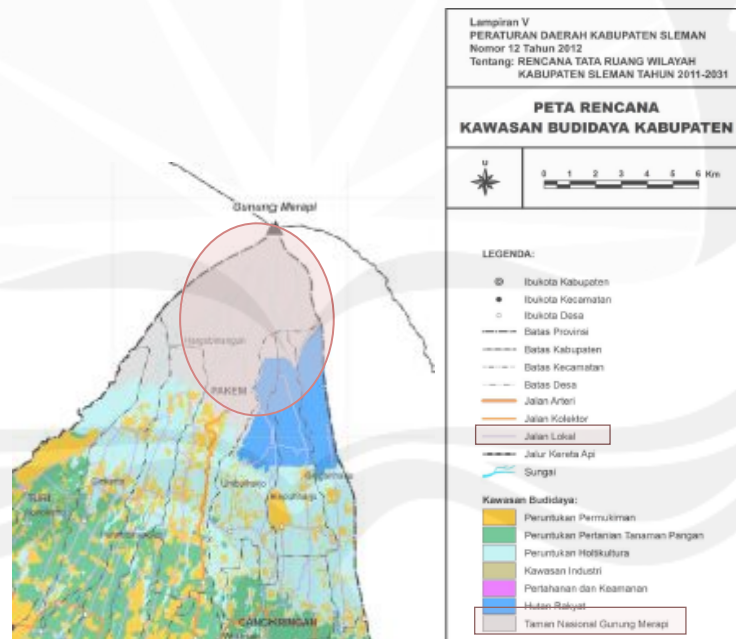 Lampiran V
PERATURAN DAERAH KABUPATEN SLEMAN
Nomor 12 Tahun 2012
Tentang: RENCANA TATA RUANG WILAYAH
KABUPATEN SLEMAN TAHUN 2011-2031
PETA RENCANA
KAWASAN BUDIDAYA KABUPATEN
U
0 1 2 3 4 5 6 Km
LEGENDA:
Ibukota Kabupaten
Ibukota Kecamatan
Ibukota Desa
Batas Provinsi
Batas Kabupaten
Batas Kecamatan
Batas Desa
Jalan Arteri
Jalan Kolektor
Jalan Lokal
Jalur Kereta Api
Sungai
Kawasan Budidaya:
Peruntukan Permukiman
Peruntukan Pertanian Tanaman Pangan
Peruntukan Holtikultura
Kawasan Industri
Pertahanan dan Keamanan
Hutan Rakyat
Taman Nasional Gunung Merapi
Gunung Merapi
Hargobinangun
PAKEM
Umbulharjo
Kepuhharjo
TURI
CANGKRINGAN